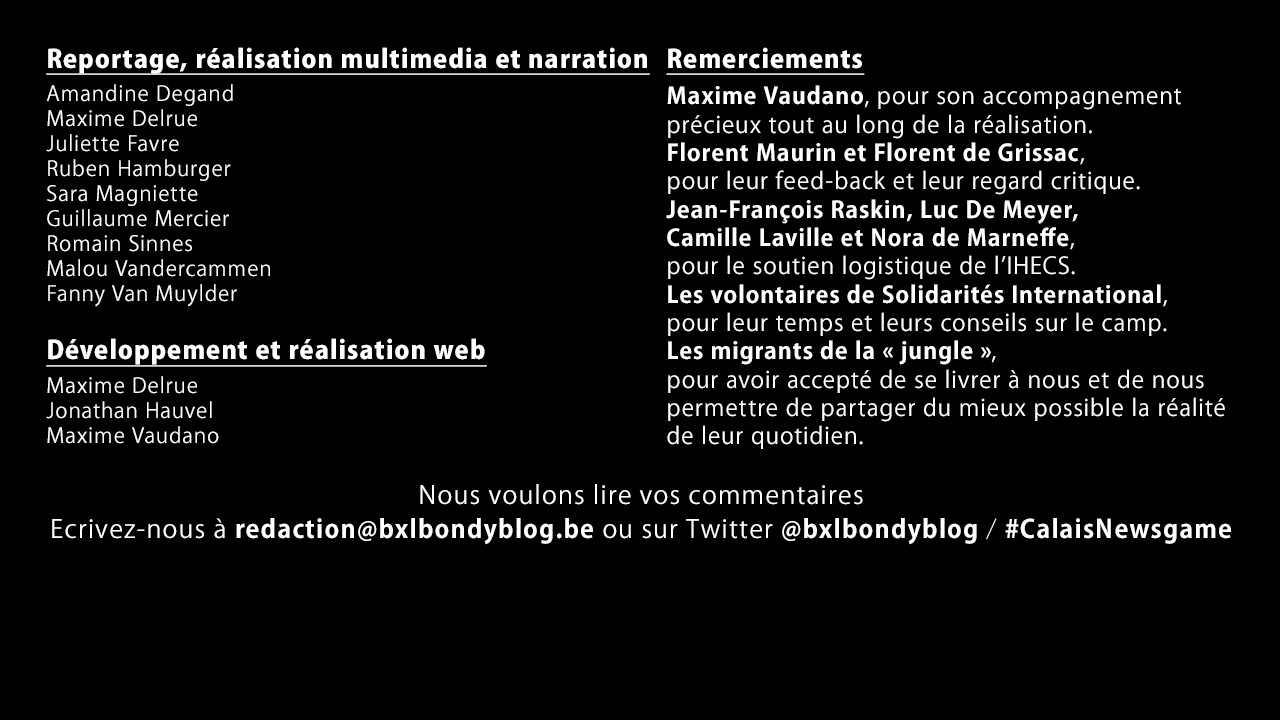 Reportage, réalisation multimedia et narration
Amandine Degand
Maxime Delrue
Juliette Favre
Ruben Hamburger
Sara Magniette
Guillaume Mercier
Romain Sinnes
Malou Vandercammen
Fanny Van Muylder
Développement et réalisation web
Maxime Delrue
Jonathan Hauvel
Maxime Vaudano
Remerciements
Maxime Vaudano, pour son accompagnement
précieux tout au long de la réalisation.
Florent Maurin et Florent de Grissac,
pour leur feed-back et leur regard critique.
Jean-François Raskin, Luc De Meyer,
Camille Laville et Nora de Marneffe,
pour le soutien logistique de l’IHECS.
Les volontaires de Solidarités International,
pour leur temps et leurs conseils sur le camp.
Les migrants de la « jungle »,
pour avoir accepté de se livrer à nous et de nous
permettre de partager du mieux possible la réalité
de leur quotidien.
Nous voulons lire vos commentaires
Ecrivez-nous à redaction@bxlbondyblog.be ou sur Twitter @bxlbondyblog / #CalaisNewsgame